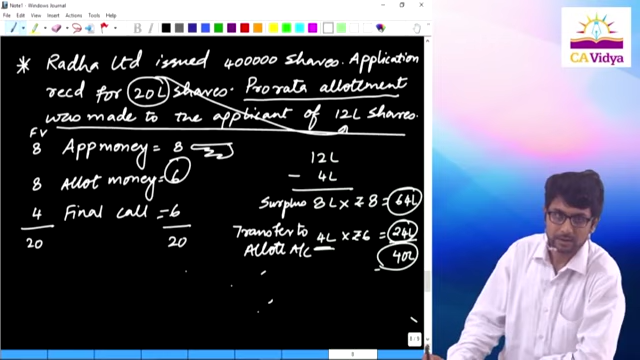 Note1 - Windows Journal
File Edit View Insert Actions Tools Help
* Radha Ltd issued 400000 shares. Application
recd for 20L shares. Prorata allotement
was made to the applicant of 12L shares.
FV
8 App money = 8
8 Allot money = 6
4 Final call = 6
20 20
12L
- 4L
Surplus 8L x ₹8 = 64L
Transfer to 4L x ₹6 = 24L
Allott A/c
40L
CA Vidya